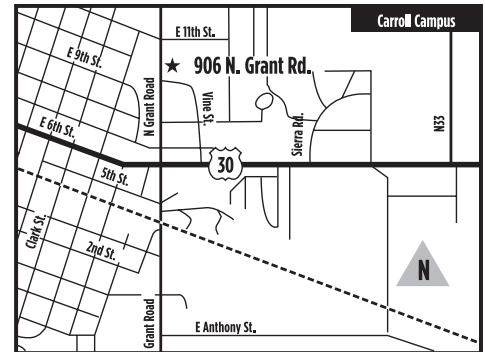 Carroll Campus
E 11th St.
E 9th St.
906 N. Grant Rd.
N Grant Road
Vine St.
Sierra Rd.
N33
E 6th St.
30
5th St.
Clark St.
2nd St.
N
Grant Road
E Anthony St.